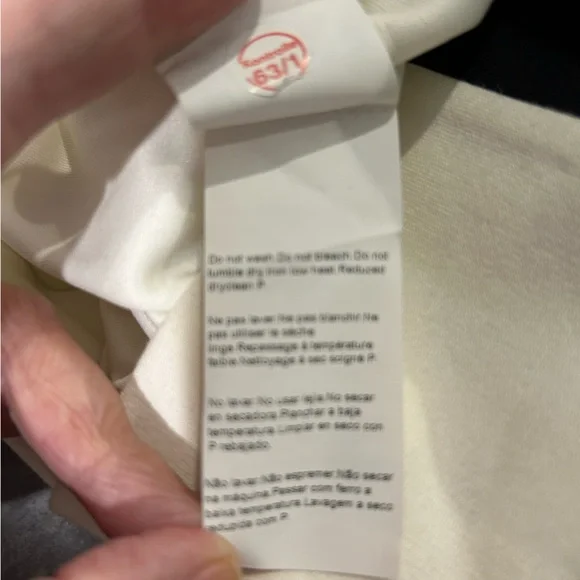 Kontrolle
63/1
Do not wash.Do not bleach.Do not
tumble dry.Iron low heat.Reduced
dryclean P.
Ne pas laver.Ne pas blanchir.Ne
pas utiliser le sèche
linge.Repassage à température
faible.Nettoyage à sec soigné P.
No lavar.No usar lejía.No secar
en secadora.Planchar a baja
temperatura.Limpiar en seco con
P rebajado.
Não lavar.Não espremer.Não secar
na máquina.Passar com ferro a
baixa temperatura.Lavagem a seco
reduzida com P.